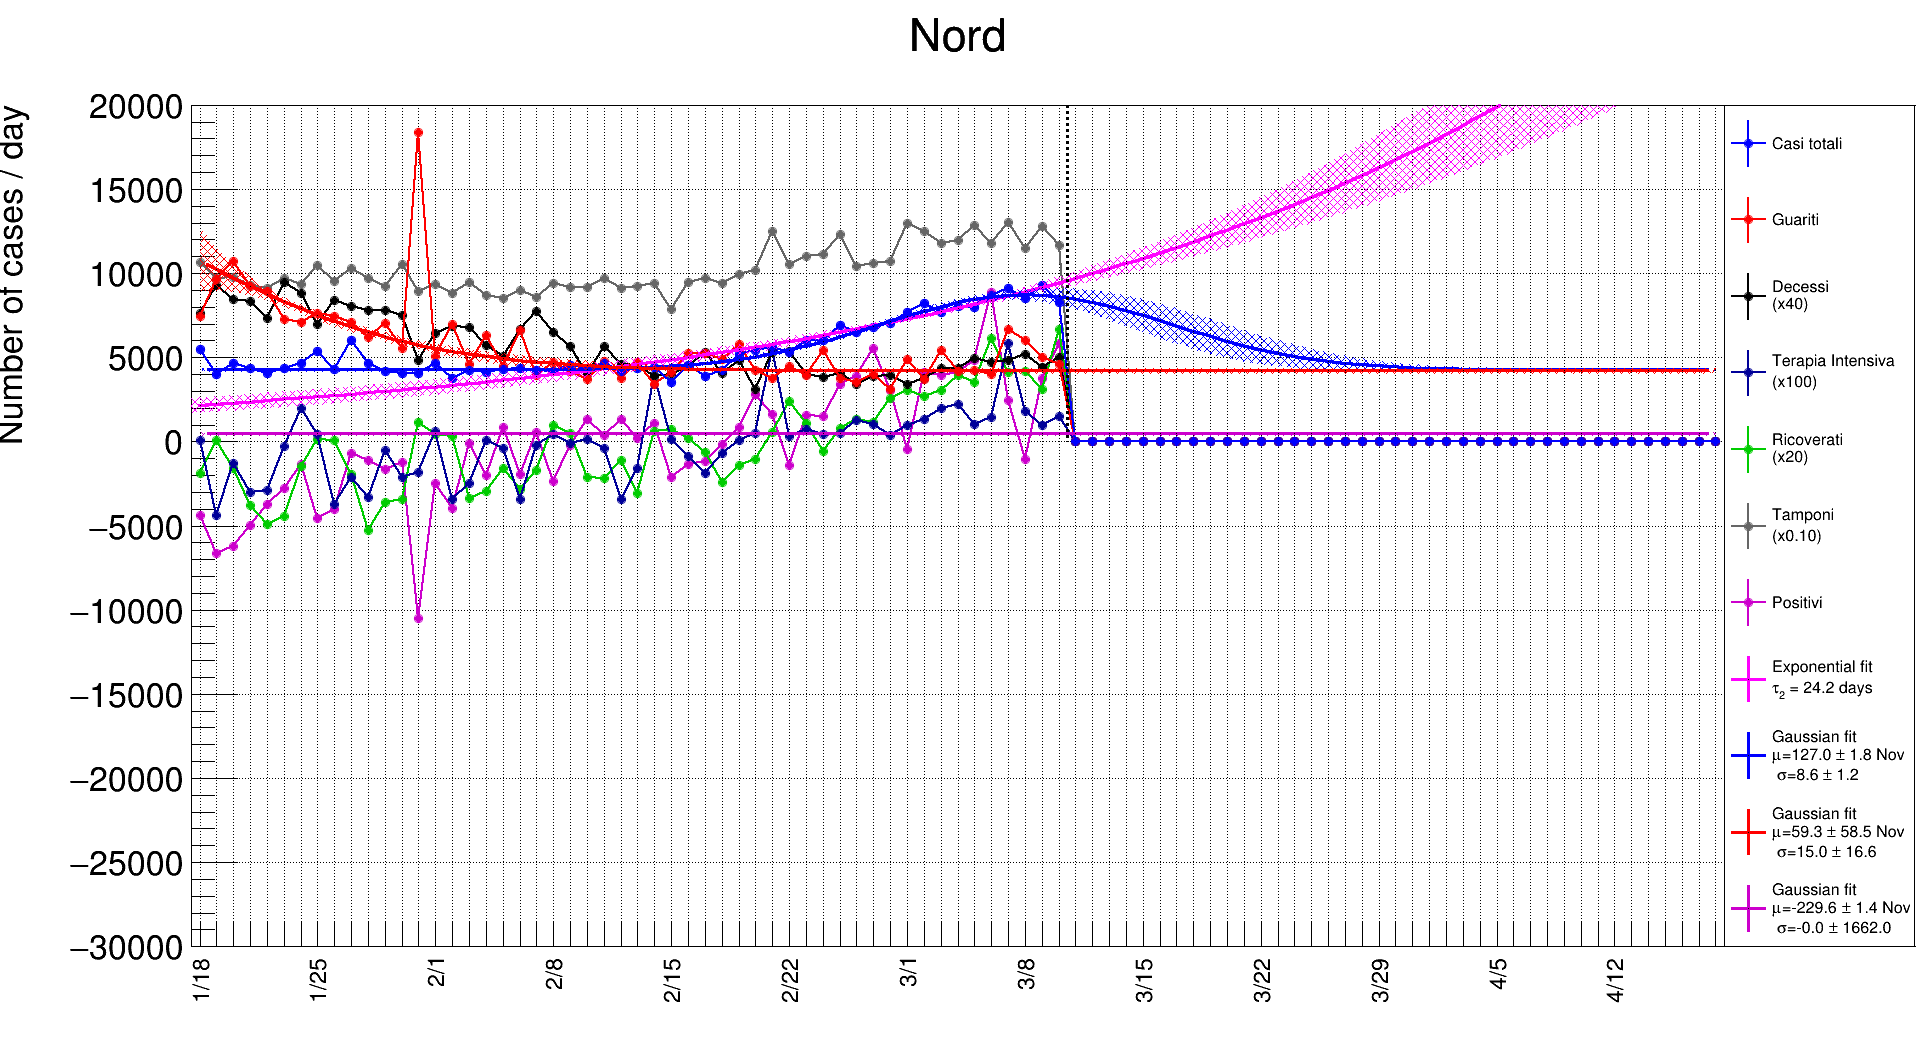 Nord
Number of cases / day
20000
15000
10000
5000
0
−5000
−10000
−15000
−20000
−25000
−30000
1/18
1/25
2/1
2/8
2/15
2/22
3/1
3/8
3/15
3/22
3/29
4/5
4/12
Casi totali
Guariti
Decessi
(x40)
Terapia Intensiva
(x100)
Ricoverati
(x20)
Tamponi
(x0.10)
Positivi
Exponential fit
τ2 = 24.2 days
Gaussian fit
μ=127.0 ± 1.8 Nov
σ=8.6 ± 1.2
Gaussian fit
μ=59.3 ± 58.5 Nov
σ=15.0 ± 16.6
Gaussian fit
μ=-229.6 ± 1.4 Nov
σ=-0.0 ± 1662.0